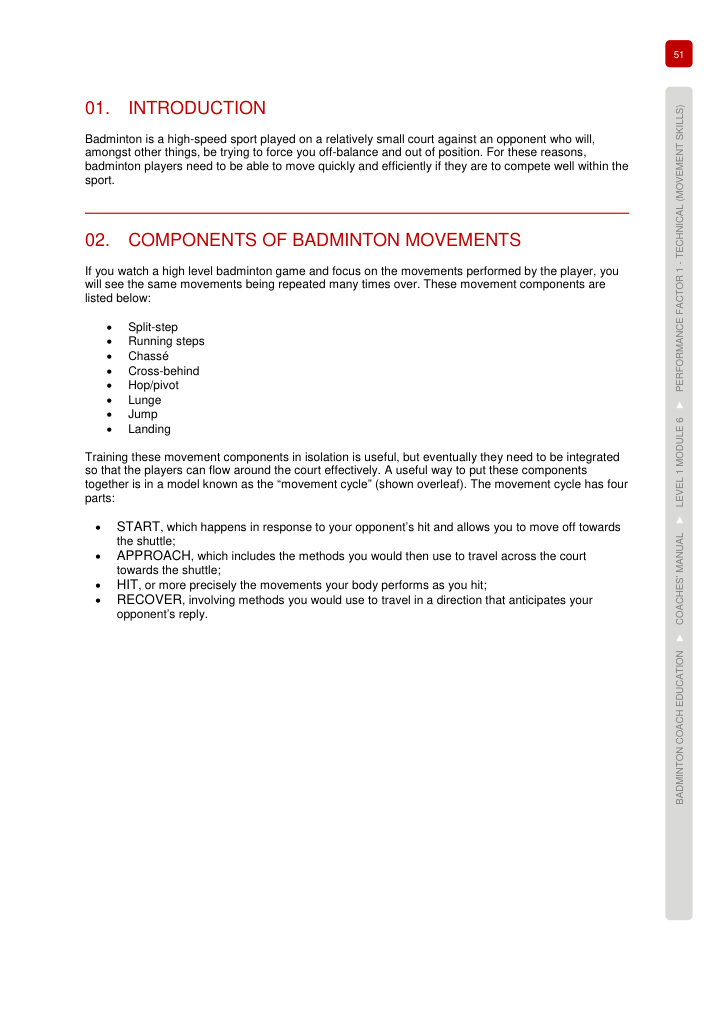 51
01. INTRODUCTION
Badminton is a high-speed sport played on a relatively small court against an opponent who will,
amongst other things, be trying to force you off-balance and out of position. For these reasons,
badminton players need to be able to move quickly and efficiently if they are to compete well within the
sport.
02. COMPONENTS OF BADMINTON MOVEMENTS
If you watch a high level badminton game and focus on the movements performed by the player, you
will see the same movements being repeated many times over. These movement components are
listed below:
• Split-step
• Running steps
• Chassé
• Cross-behind
• Hop/pivot
• Lunge
• Jump
• Landing
Training these movement components in isolation is useful, but eventually they need to be integrated
so that the players can flow around the court effectively. A useful way to put these components
together is in a model known as the “movement cycle” (shown overleaf). The movement cycle has four
parts:
• START, which happens in response to your opponent’s hit and allows you to move off towards
the shuttle;
• APPROACH, which includes the methods you would then use to travel across the court
towards the shuttle;
• HIT, or more precisely the movements your body performs as you hit;
• RECOVER, involving methods you would use to travel in a direction that anticipates your
opponent’s reply.
BADMINTON COACH EDUCATION ▲ COACHES’ MANUAL ▲ LEVEL 1 MODULE 6 ▲ PERFORMANCE FACTOR 1 - TECHNICAL (MOVEMENT SKILLS)